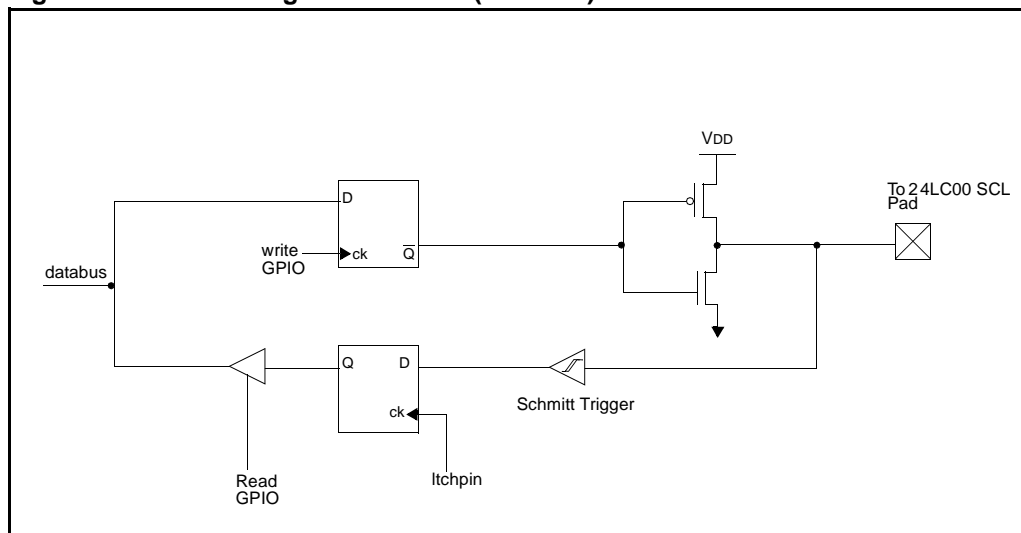 VDD
To 24LC00 SCL
Pad
D
write
GPIO
ck
Q
databus
Q
D
ck
Schmitt Trigger
Read
GPIO
ltchpin